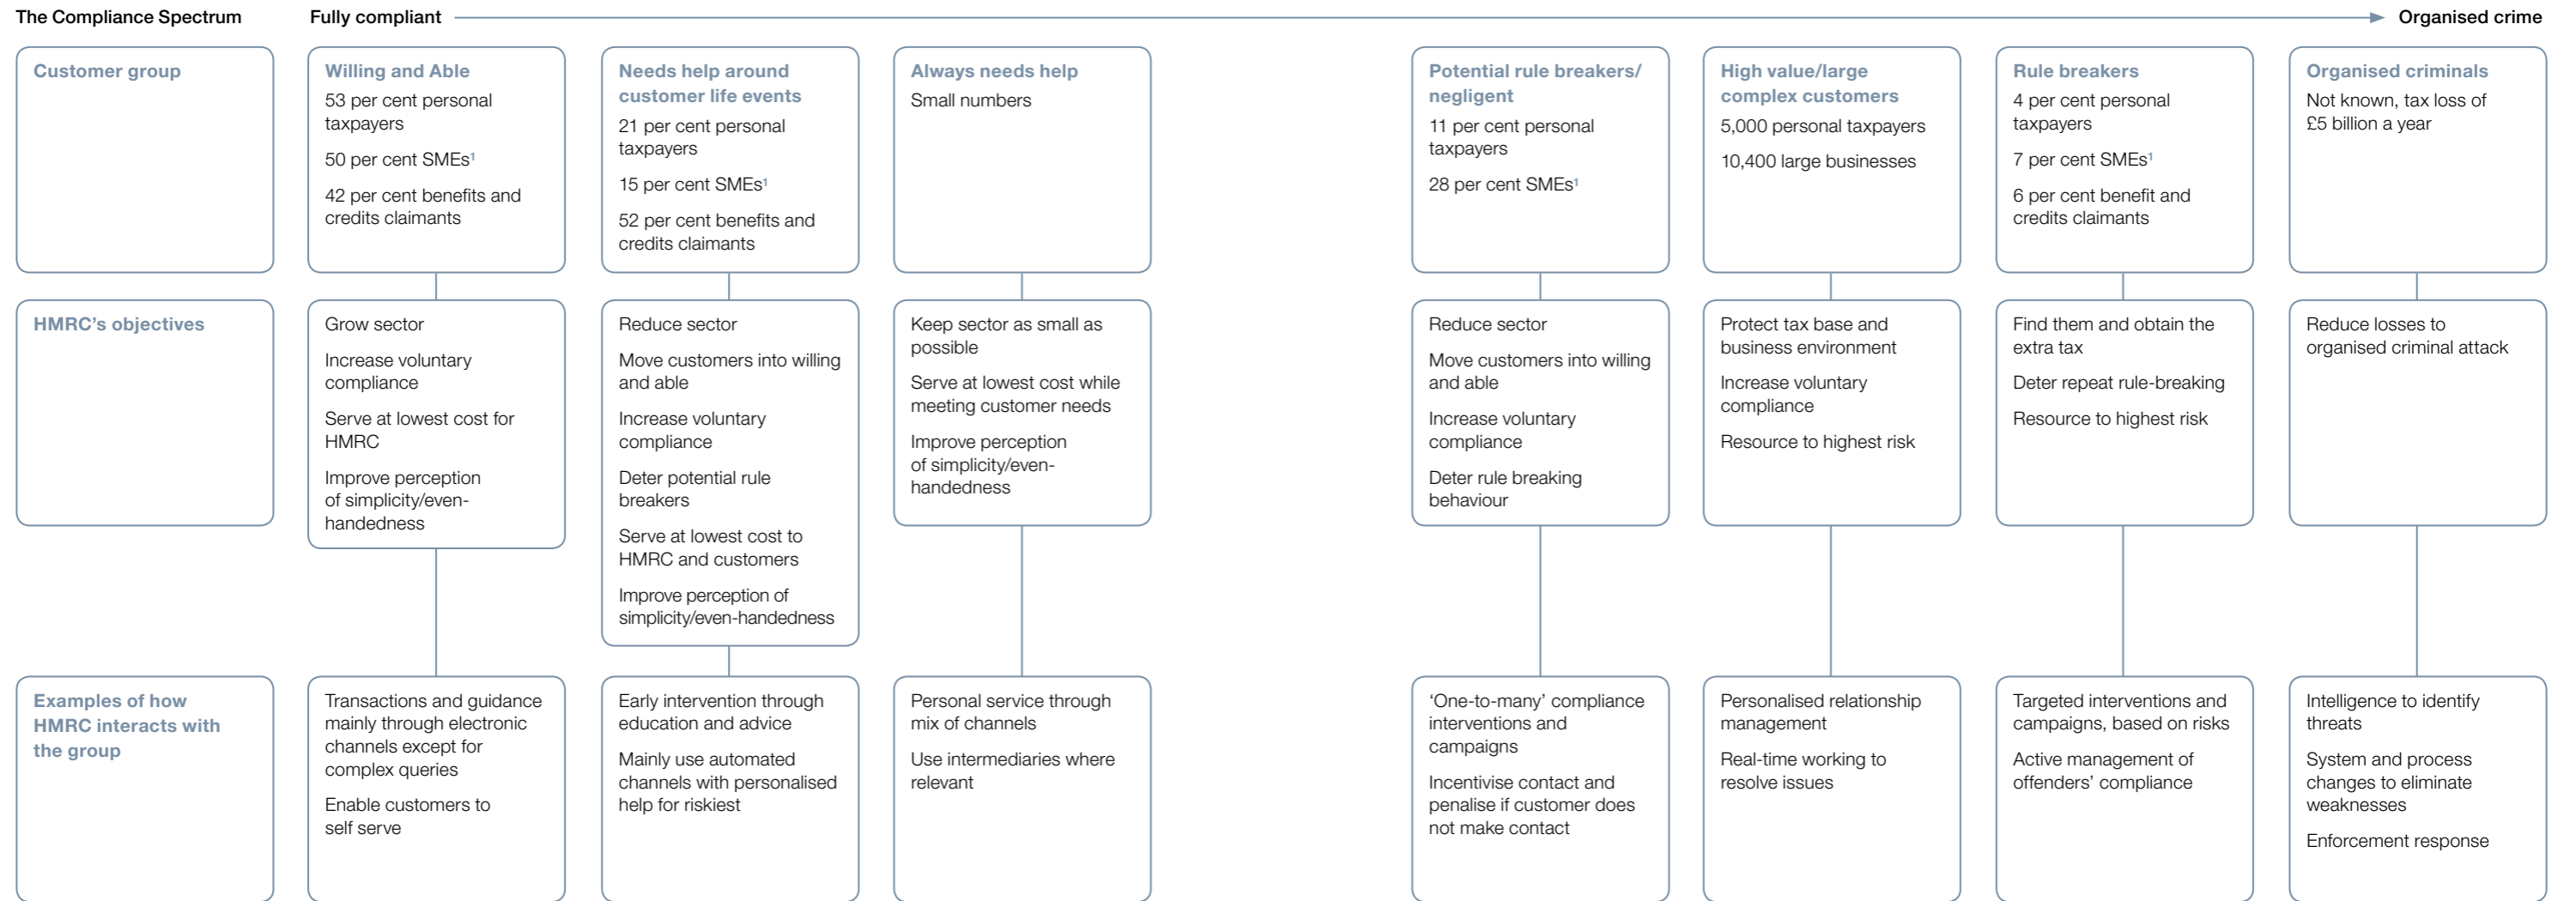 The Compliance Spectrum
Fully compliant
Organised crime
Customer group
Willing and Able
53 per cent personal
taxpayers
50 per cent SMEs¹
42 per cent benefits and
credits claimants
Needs help around
customer life events
21 per cent personal
taxpayers
15 per cent SMEs¹
52 per cent benefits and
credits claimants
Always needs help
Small numbers
Potential rule breakers/
negligent
11 per cent personal
taxpayers
28 per cent SMEs¹
High value/large
complex customers
5,000 personal taxpayers
10,400 large businesses
Rule breakers
4 per cent personal
taxpayers
7 per cent SMEs¹
6 per cent benefit and
credits claimants
Organised criminals
Not known, tax loss of
£5 billion a year
HMRC’s objectives
Grow sector
Increase voluntary
compliance
Serve at lowest cost for
HMRC
Improve perception
of simplicity/even-
handedness
Reduce sector
Move customers into willing
and able
Increase voluntary
compliance
Deter potential rule
breakers
Serve at lowest cost to
HMRC and customers
Improve perception of
simplicity/even-handedness
Keep sector as small as
possible
Serve at lowest cost while
meeting customer needs
Improve perception
of simplicity/even-
handedness
Reduce sector
Move customers into willing
and able
Increase voluntary
compliance
Deter rule breaking
behaviour
Protect tax base and
business environment
Increase voluntary
compliance
Resource to highest risk
Find them and obtain the
extra tax
Deter repeat rule-breaking
Resource to highest risk
Reduce losses to
organised criminal attack
Examples of how
HMRC interacts with
the group
Transactions and guidance
mainly through electronic
channels except for
complex queries
Enable customers to
self serve
Early intervention through
education and advice
Mainly use automated
channels with personalised
help for riskiest
Personal service through
mix of channels
Use intermediaries where
relevant
‘One-to-many’ compliance
interventions and
campaigns
Incentivise contact and
penalise if customer does
not make contact
Personalised relationship
management
Real-time working to
resolve issues
Targeted interventions and
campaigns, based on risks
Active management of
offenders’ compliance
Intelligence to identify
threats
System and process
changes to eliminate
weaknesses
Enforcement response